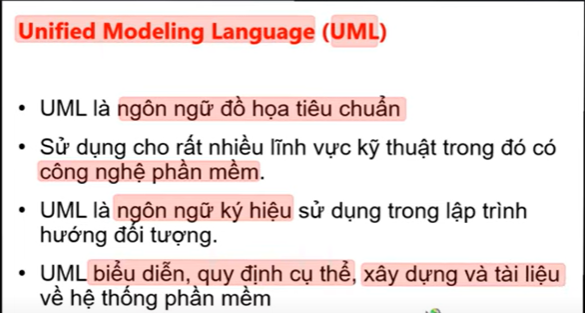 Unified Modeling Language (UML)
• UML là ngôn ngữ đồ họa tiêu chuẩn
• Sử dụng cho rất nhiều lĩnh vực kỹ thuật trong đó có
công nghệ phần mềm.
• UML là ngôn ngữ ký hiệu sử dụng trong lập trình
hướng đối tượng.
• UML biểu diễn, quy định cụ thể, xây dựng và tài liệu
về hệ thống phần mềm